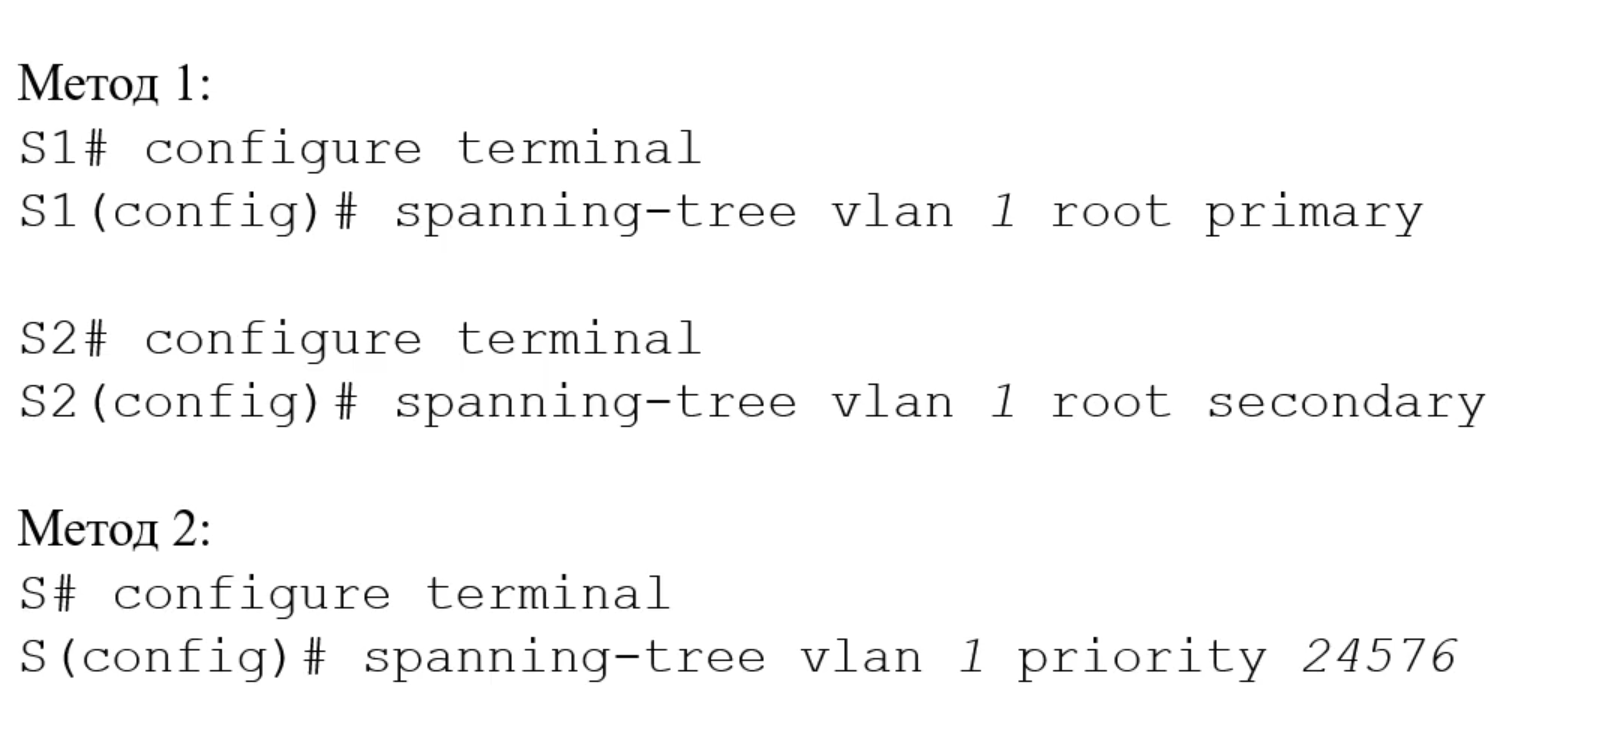 Метод 1:
S1# configure terminal
S1(config)# spanning-tree vlan 1 root primary
S2# configure terminal
S2(config)# spanning-tree vlan 1 root secondary
Метод 2:
S# configure terminal
S(config)# spanning-tree vlan 1 priority 24576